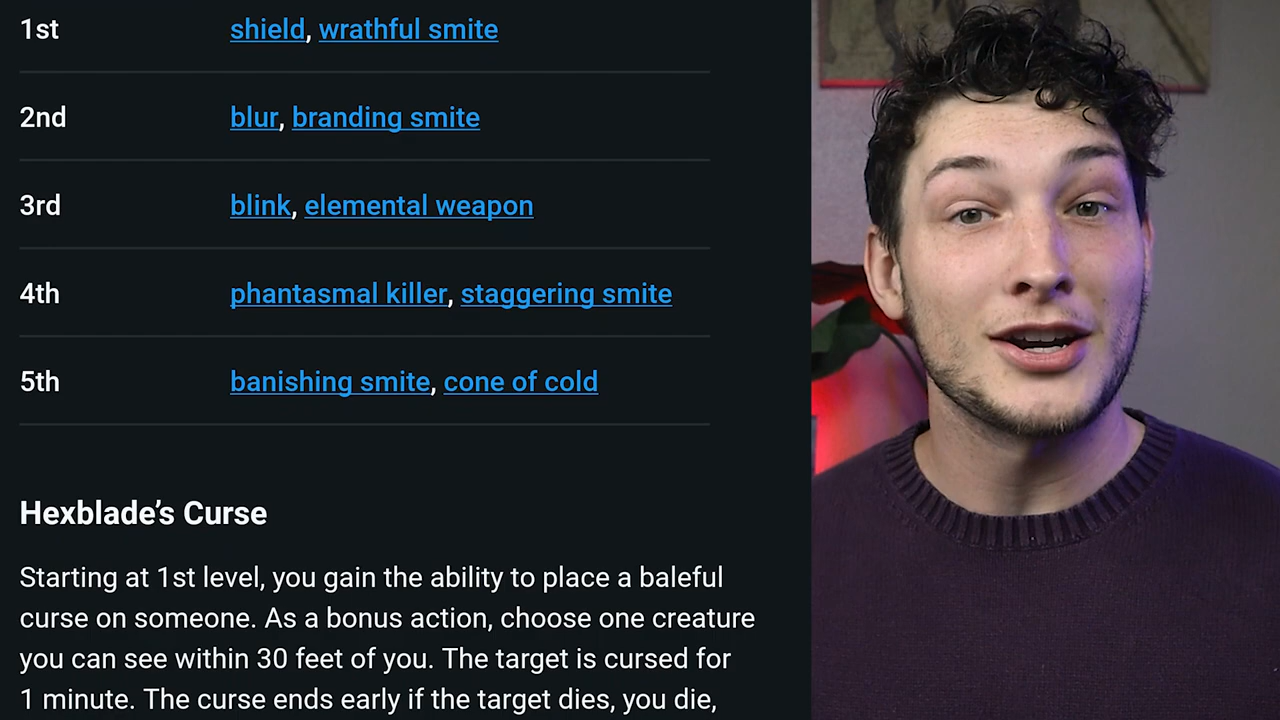 1st shield, wrathful smite
2nd blur, branding smite
3rd blink, elemental weapon
4th phantasmal killer, staggering smite
5th banishing smite, cone of cold
Hexblade’s Curse
Starting at 1st level, you gain the ability to place a baleful
curse on someone. As a bonus action, choose one creature
you can see within 30 feet of you. The target is cursed for
1 minute. The curse ends early if the target dies, you die,